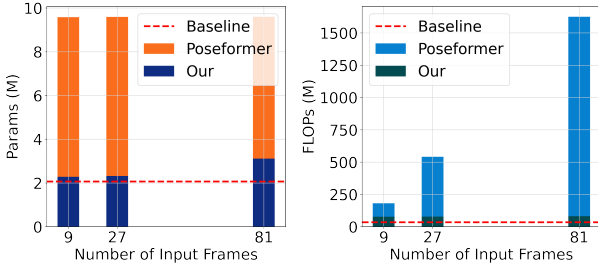 Params (M)
10
8
6
4
2
0
Baseline
Poseformer
Our
9 27 81
Number of Input Frames
FLOPs (M)
1500
1250
1000
750
500
250
0
Baseline
Poseformer
Our
9 27 81
Number of Input Frames